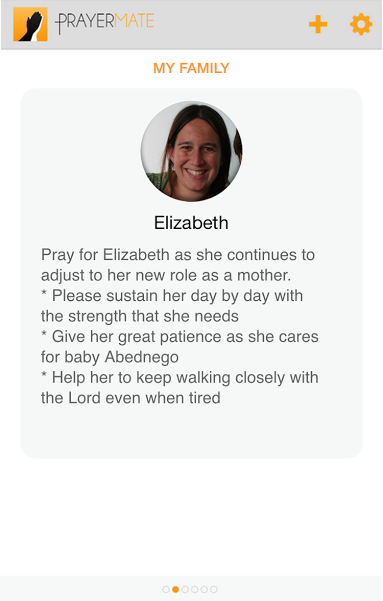 PRAYERMATE
MY FAMILY
Elizabeth
Pray for Elizabeth as she continues to
adjust to her new role as a mother.
* Please sustain her day by day with
the strength that she needs
* Give her great patience as she cares
for baby Abednego
* Help her to keep walking closely with
the Lord even when tired